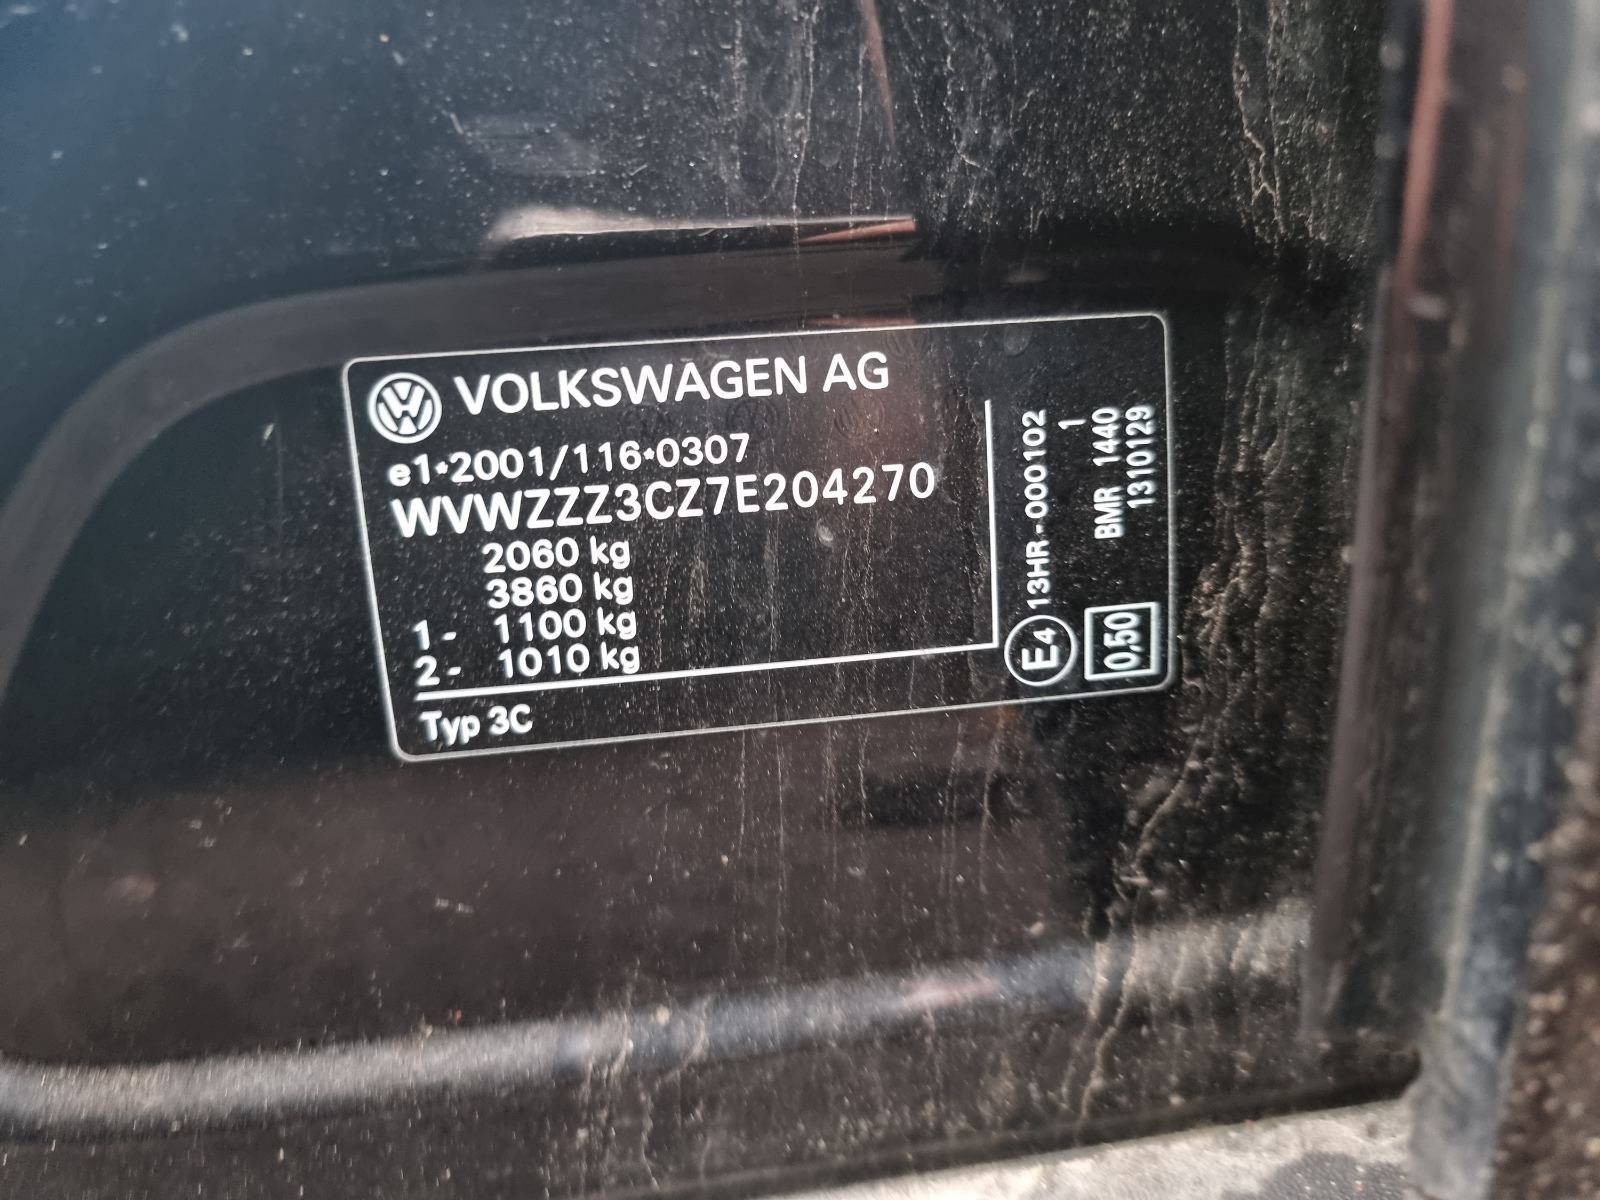 VOLKSWAGEN AG
e1*2001/116*0307
WVWZZZ3CZ7E204270
2060 kg
3860 kg
1- 1100 kg
2- 1010 kg
Typ 3C
E4 13HR-000102
1
BMR 1440
0,50 1310129